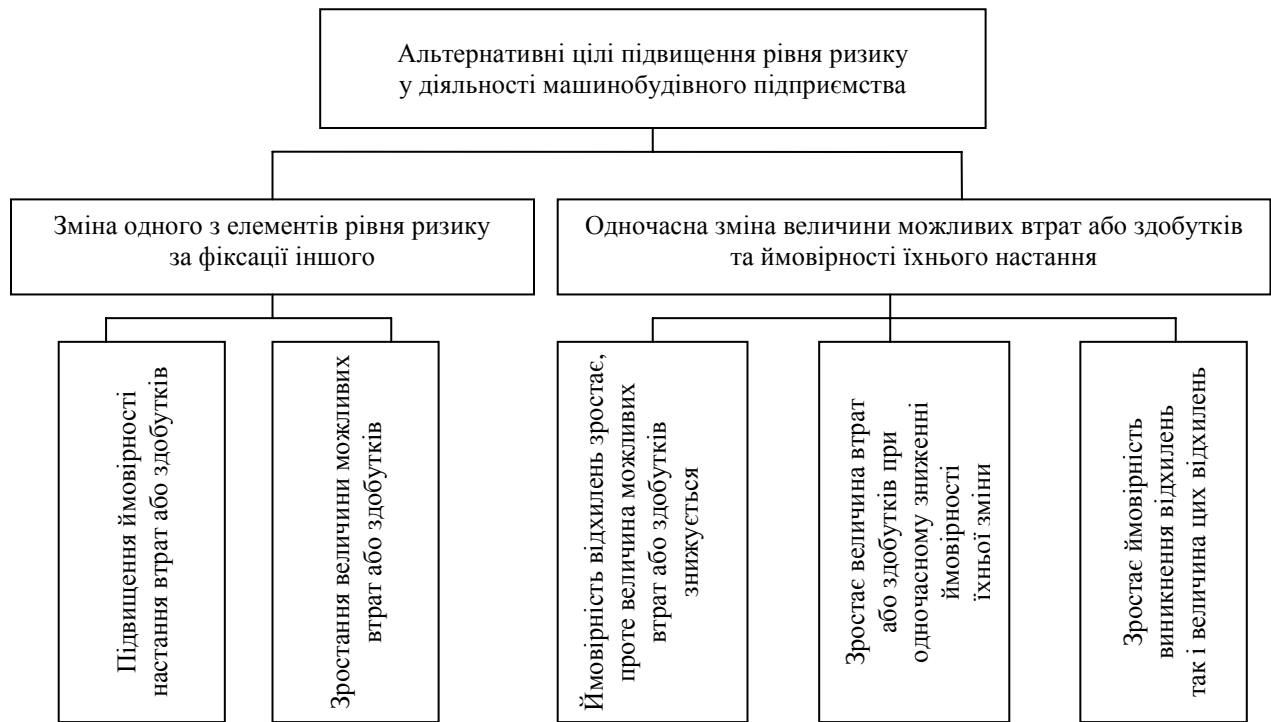 Альтернативні цілі підвищення рівня ризику
у діяльності машинобудівного підприємства
Зміна одного з елементів рівня ризику
за фіксації іншого
Одночасна зміна величини можливих втрат або здобутків
та ймовірності їхнього настання
Підвищення ймовірності
настання втрат або здобутків
Зростання величини можливих
втрат або здобутків
Ймовірність відхилень зростає,
проте величина можливих
втрат або здобутків
знижується
Зростає величина втрат
або здобутків при
одночасному зниженні
ймовірності
їхньої зміни
Зростає ймовірність
виникнення відхилень
так і величина цих відхилень